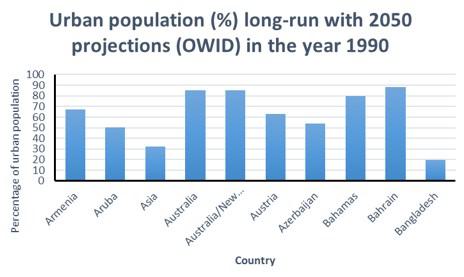 Urban population (%) long-run with 2050
projections (OWID) in the year 1990
Percentage of urban population
100
90
80
70
60
50
40
30
20
10
0
Armenia
Aruba
Asia
Australia
Australia/New...
Austria
Azerbaijan
Bahamas
Bahrain
Bangladesh
Country